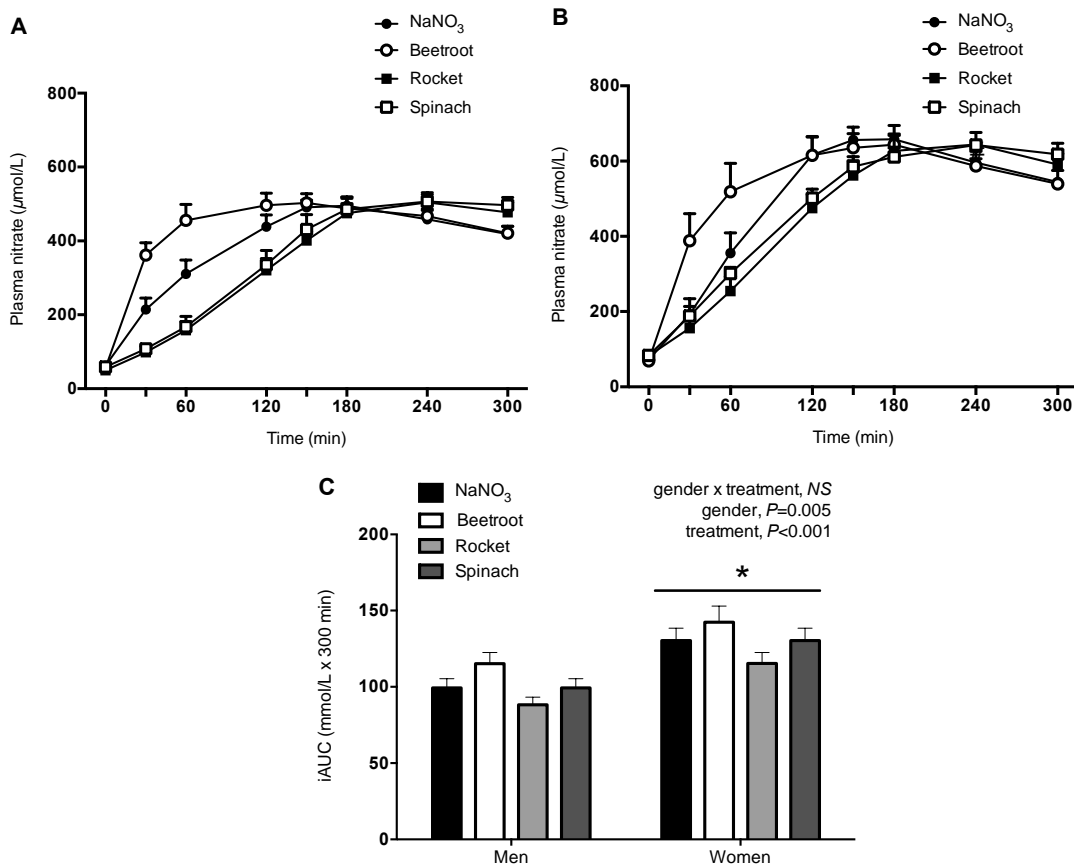 A
NaNO₃
Beetroot
Rocket
Spinach
Plasma nitrate (µmol/L)
800
600
400
200
0
0 60 120 180 240 300
Time (min)
B
NaNO₃
Beetroot
Rocket
Spinach
Plasma nitrate (µmol/L)
800
600
400
200
0
0 60 120 180 240 300
Time (min)
C
NaNO₃
Beetroot
Rocket
Spinach
gender x treatment, NS
gender, P=0.005
treatment, P<0.001
*
iAUC (mmol/L x 300 min)
200
150
100
50
0
Men Women